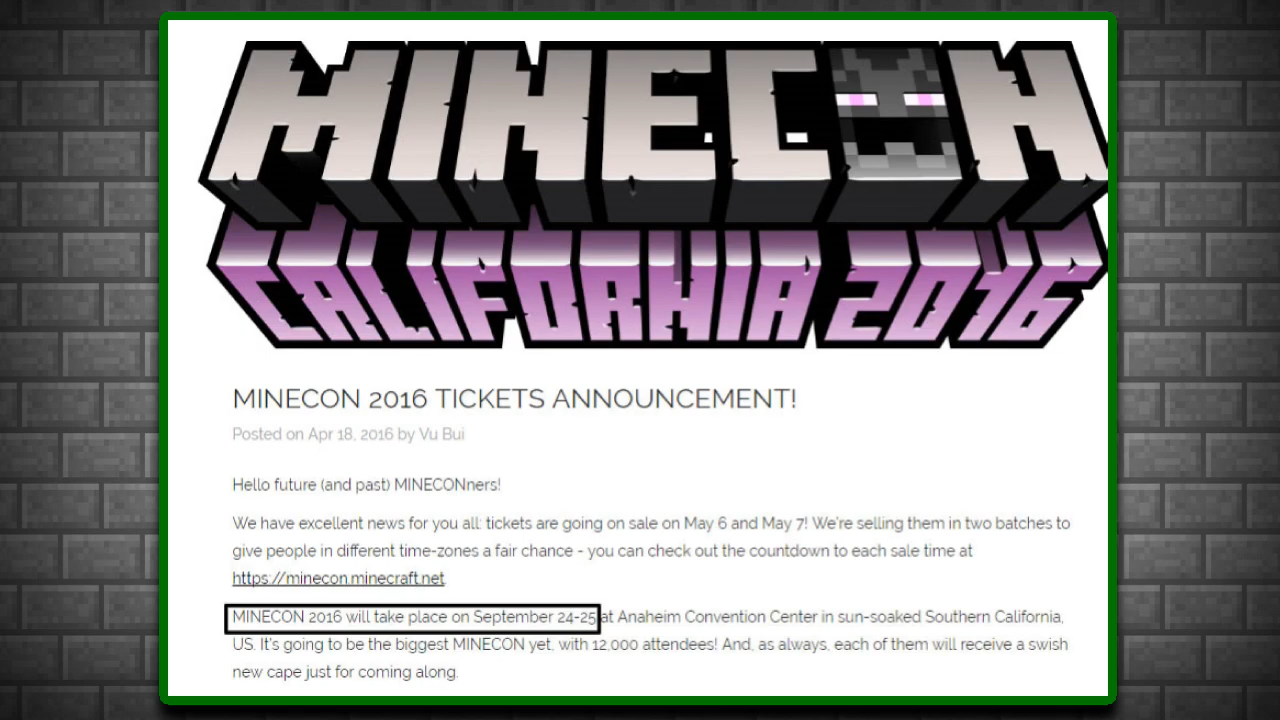 MINECON
CALIFORNIA 2016
MINECON 2016 TICKETS ANNOUNCEMENT!
Posted on Apr 18, 2016 by Vu Bui
Hello future (and past) MINECONners!
We have excellent news for you all: tickets are going on sale on May 6 and May 7! We're selling them in two batches to
give people in different time-zones a fair chance - you can check out the countdown to each sale time at
https://minecon.minecraft.net
MINECON 2016 will take place on September 24-25 at Anaheim Convention Center in sun-soaked Southern California,
US. It's going to be the biggest MINECON yet, with 12,000 attendees! And, as always, each of them will receive a swish
new cape just for coming along.